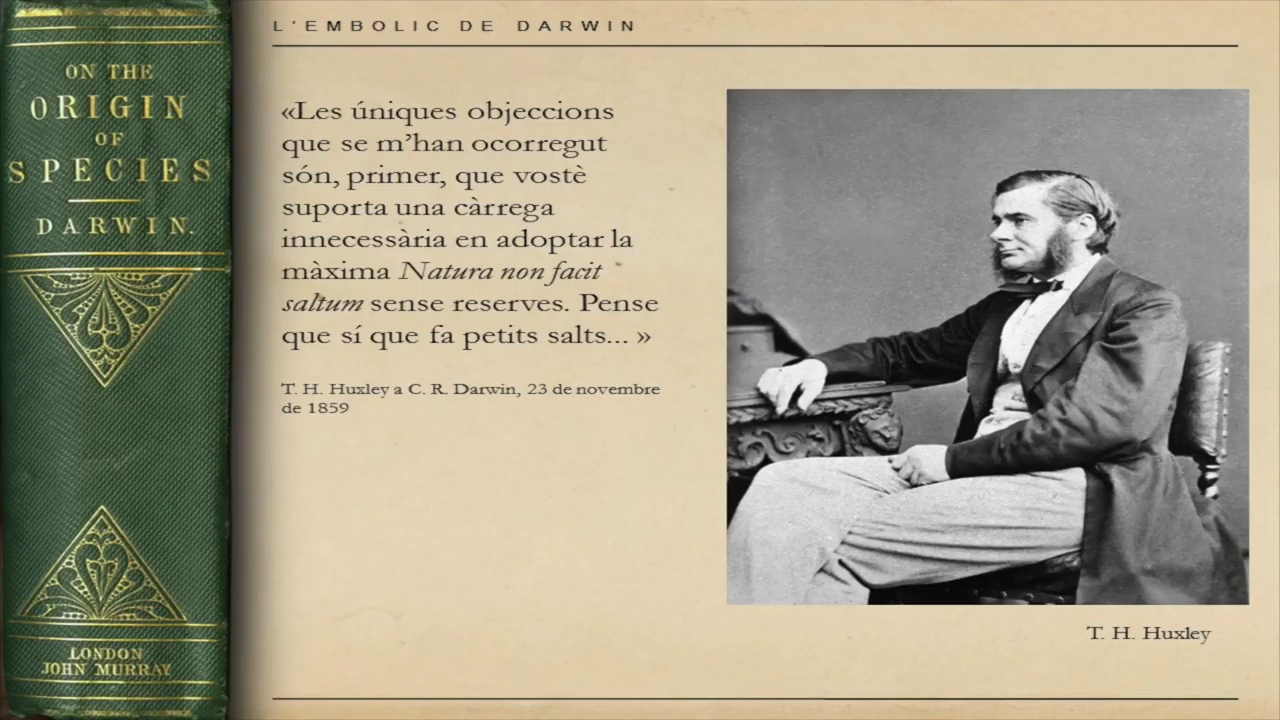 ON THE
ORIGIN
OF
SPECIES
DARWIN.
LONDON
JOHN MURRAY
L'EMBOLIC DE DARWIN
«Les úniques objeccions
que se m'han ocorregut
són, primer, que vostè
suporta una càrrega
innecessària en adoptar la
màxima Natura non facit
saltum sense reserves. Pense
que sí que fa petits salts... »
T. H. Huxley a C. R. Darwin, 23 de novembre
de 1859
T. H. Huxley